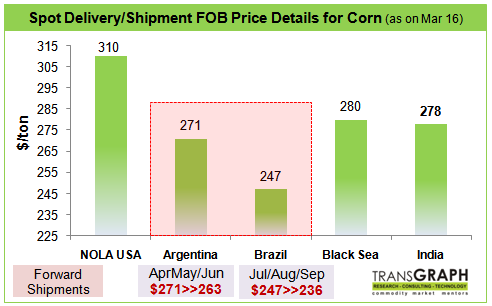 Spot Delivery/Shipment FOB Price Details for Corn (as on Mar 16)
$/ton
315
305
295
285
275
265
255
245
235
225
310
271
247
280
278
NOLA USA
Argentina
Brazil
Black Sea
India
Forward
Shipments
AprMay/Jun
$271>>263
Jul/Aug/Sep
$247>>236
TRANSGRAPH
RESEARCH - CONSULTING - TECHNOLOGY
commodity market mentors